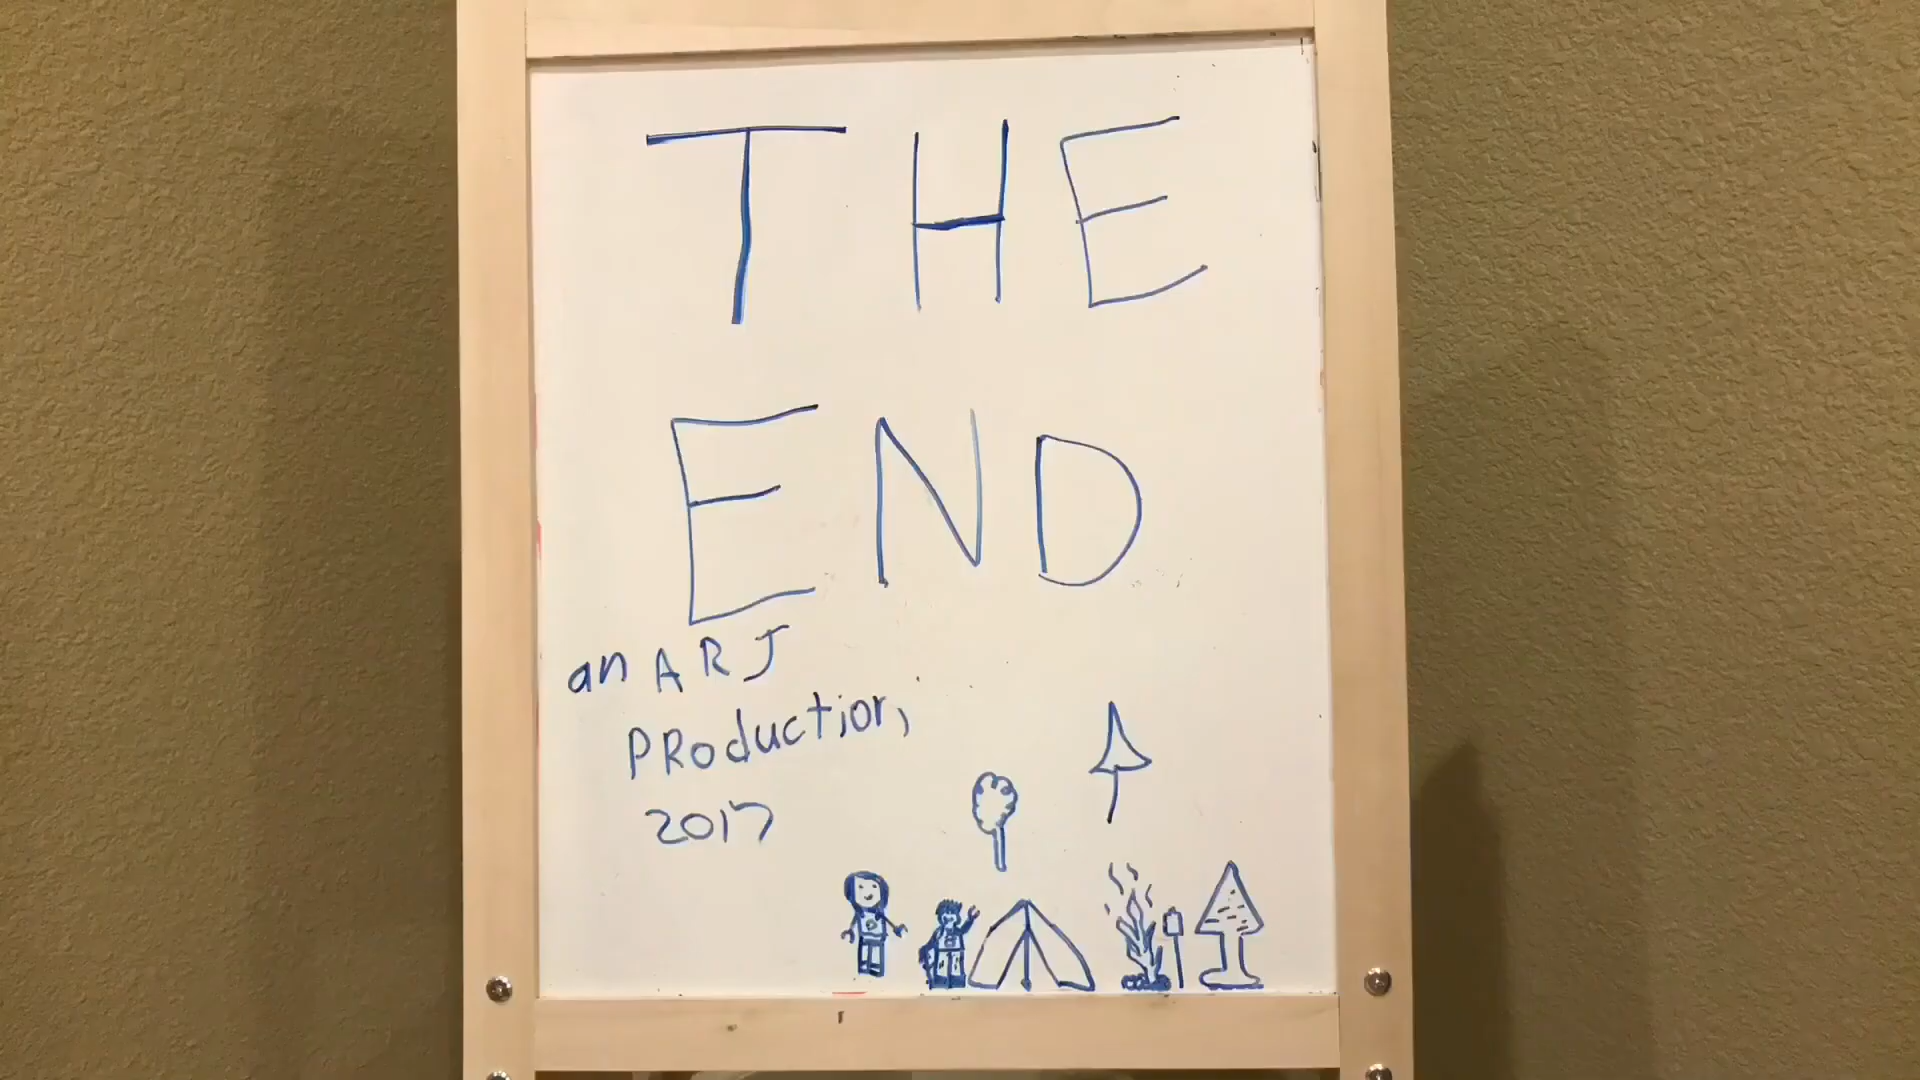 THE
END
an ARJ
PRoduction,
2017